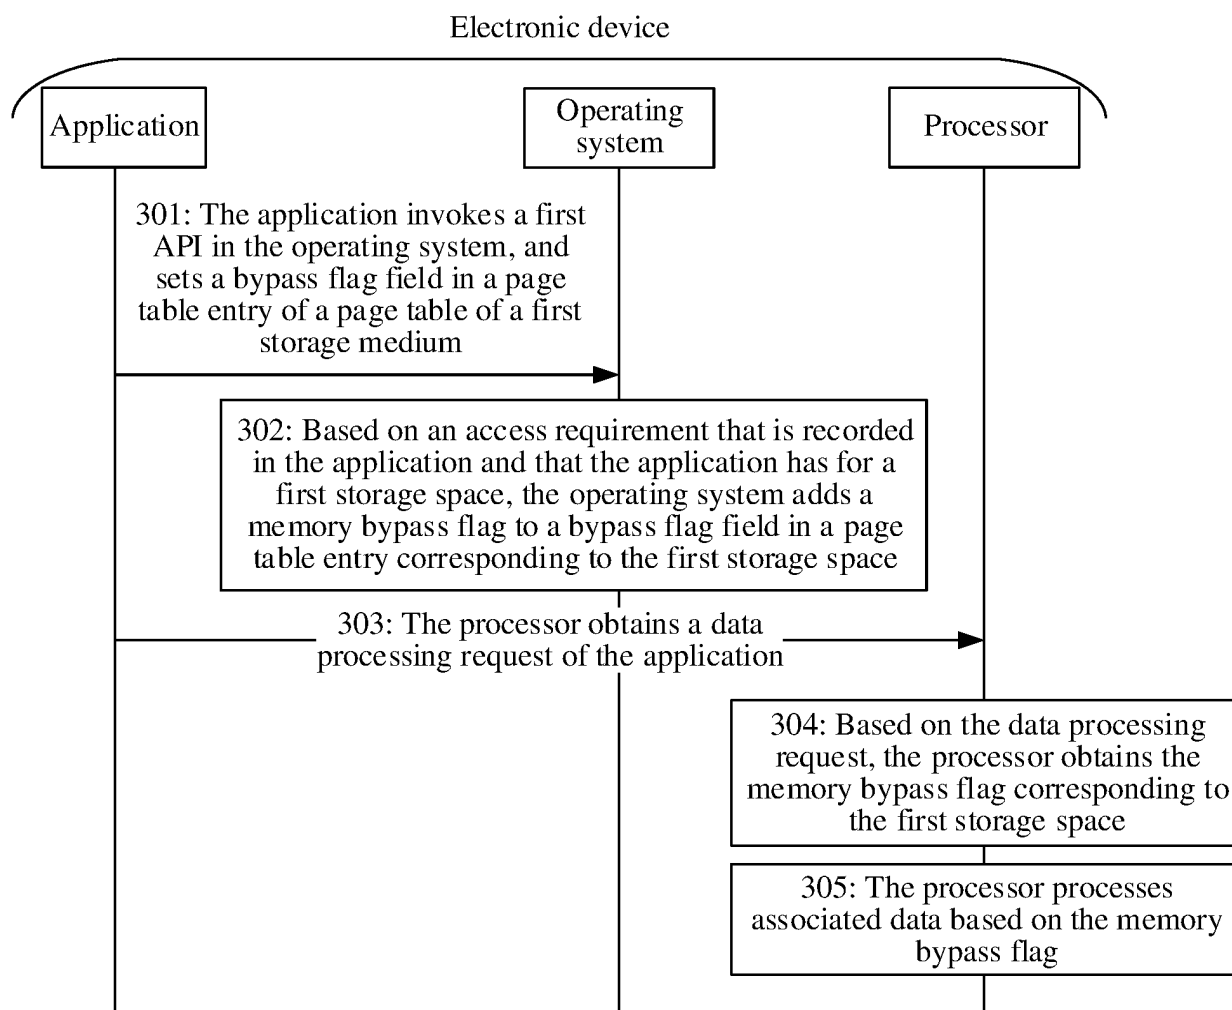 Electronic device
Application
Operating
system
Processor
301: The application invokes a first
API in the operating system, and
sets a bypass flag field in a page
table entry of a page table of a first
storage medium
302: Based on an access requirement that is recorded
in the application and that the application has for a
first storage space, the operating system adds a
memory bypass flag to a bypass flag field in a page
table entry corresponding to the first storage space
303: The processor obtains a data
processing request of the application
304: Based on the data processing
request, the processor obtains the
memory bypass flag corresponding to
the first storage space
305: The processor processes
associated data based on the memory
bypass flag